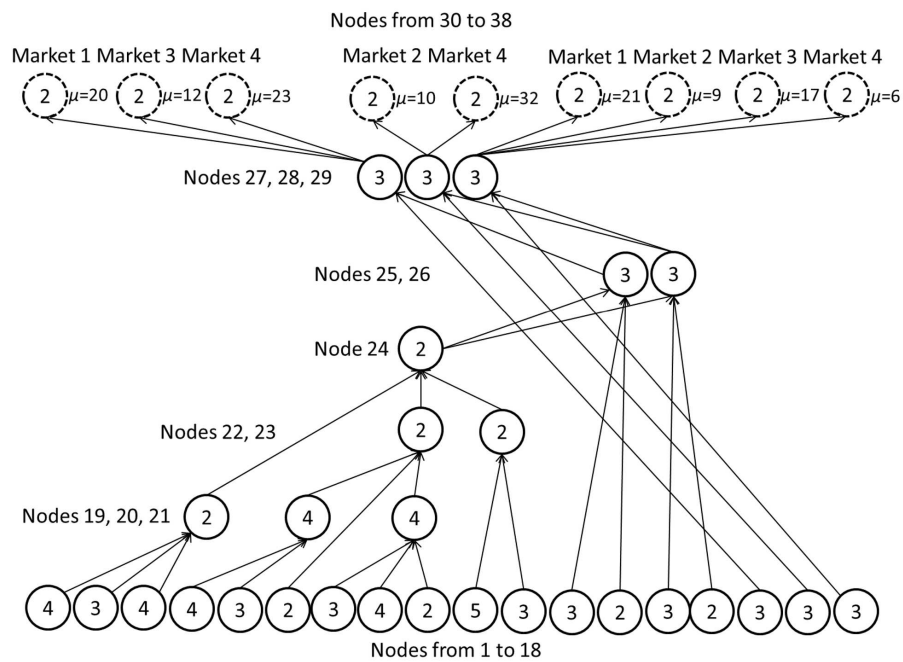 Nodes from 30 to 38
Market 1 Market 3 Market 4 Market 2 Market 4 Market 1 Market 2 Market 3 Market 4
2 μ=20 2 μ=12 2 μ=23 2 μ=10 2 μ=32 2 μ=21 2 μ=9 2 μ=17 2 μ=6
Nodes 27, 28, 29 3 3 3
Nodes 25, 26 3 3
Node 24 2
Nodes 22, 23 2 2
Nodes 19, 20, 21 2 4 4
4 3 4 4 3 2 3 4 2 5 3 3 2 3 2 3 3 3
Nodes from 1 to 18